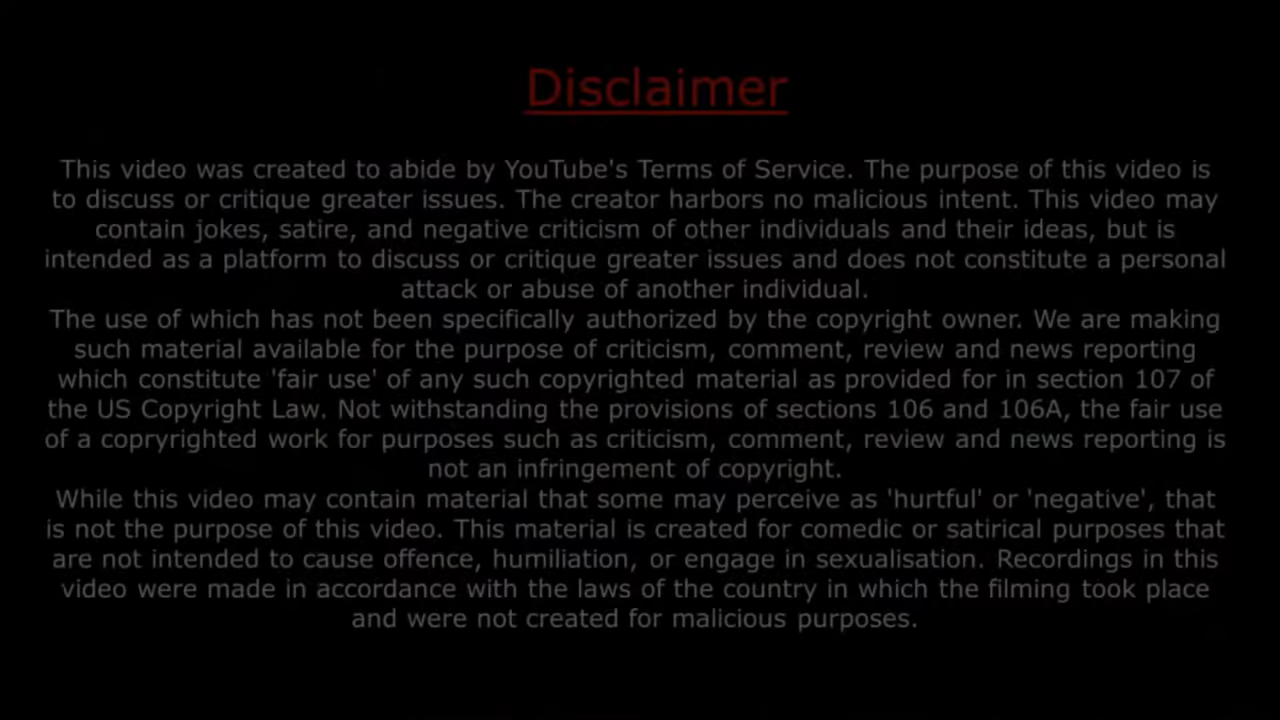 Disclaimer
This video was created to abide by YouTube's Terms of Service. The purpose of this video is
to discuss or critique greater issues. The creator harbors no malicious intent. This video may
contain jokes, satire, and negative criticism of other individuals and their ideas, but is
intended as a platform to discuss or critique greater issues and does not constitute a personal
attack or abuse of another individual.
The use of which has not been specifically authorized by the copyright owner. We are making
such material available for the purpose of criticism, comment, review and news reporting
which constitute 'fair use' of any such copyrighted material as provided for in section 107 of
the US Copyright Law. Not withstanding the provisions of sections 106 and 106A, the fair use
of a copryrighted work for purposes such as criticism, comment, review and news reporting is
not an infringement of copyright.
While this video may contain material that some may perceive as 'hurtful' or 'negative', that
is not the purpose of this video. This material is created for comedic or satirical purposes that
are not intended to cause offence, humiliation, or engage in sexualisation. Recordings in this
video were made in accordance with the laws of the country in which the filming took place
and were not created for malicious purposes.